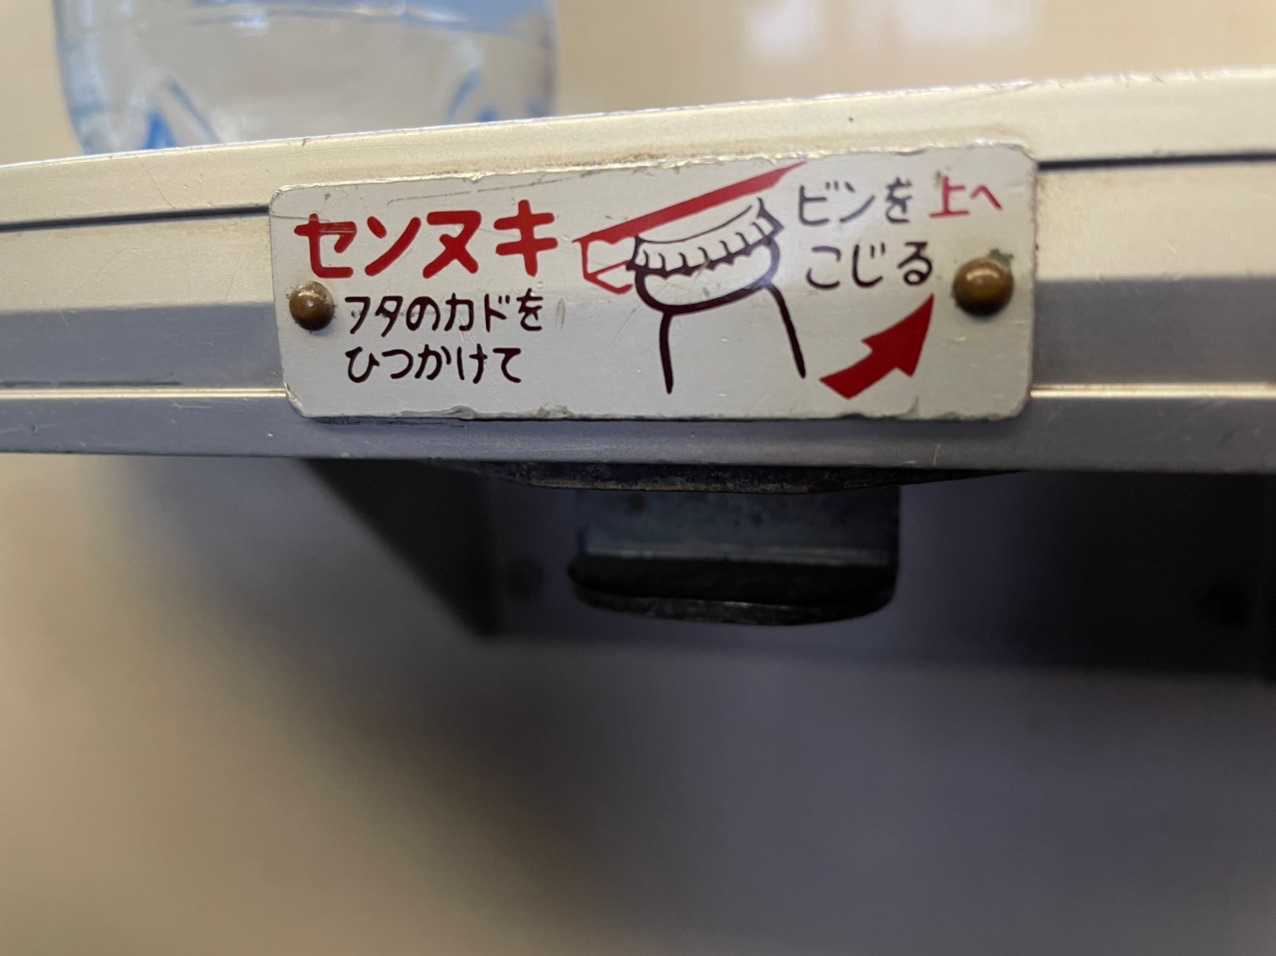 センヌキ
フタのカドを
ひつかけて
ビンを上へ
こじる